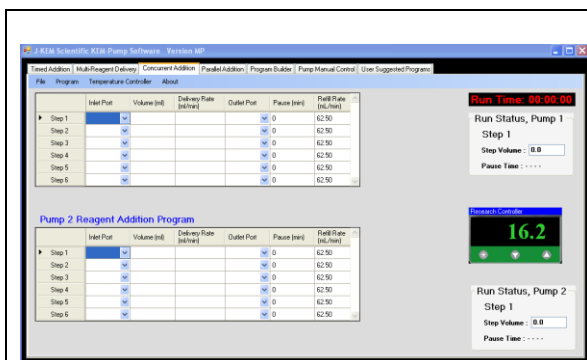 J-KEM Scientific KEM-Pump Software   Version MP
Timed Addition Multi-Reagent Delivery Concurrent Addition Parallel Addition Program Builder Pump Manual Control User Suggested Programs
File Program Temperature Controller About
Inlet Port Volume (ml) Delivery Rate (ml/min) Outlet Port Pause (min) Refill Rate (mL/min)
Step 1 0 62.50
Step 2 0 62.50
Step 3 0 62.50
Step 4 0 62.50
Step 5 0 62.50
Step 6 0 62.50
Run Time: 00:00:00
Run Status, Pump 1
Step 1
Step Volume : 0.0
Pause Time : - - - -
Pump 2 Reagent Addition Program
Inlet Port Volume (ml) Delivery Rate (ml/min) Outlet Port Pause (min) Refill Rate (mL/min)
Step 1 0 62.50
Step 2 0 62.50
Step 3 0 62.50
Step 4 0 62.50
Step 5 0 62.50
Step 6 0 62.50
Research Controller
16.2
Run Status, Pump 2
Step 1
Step Volume : 0.0
Pause Time : - - - -